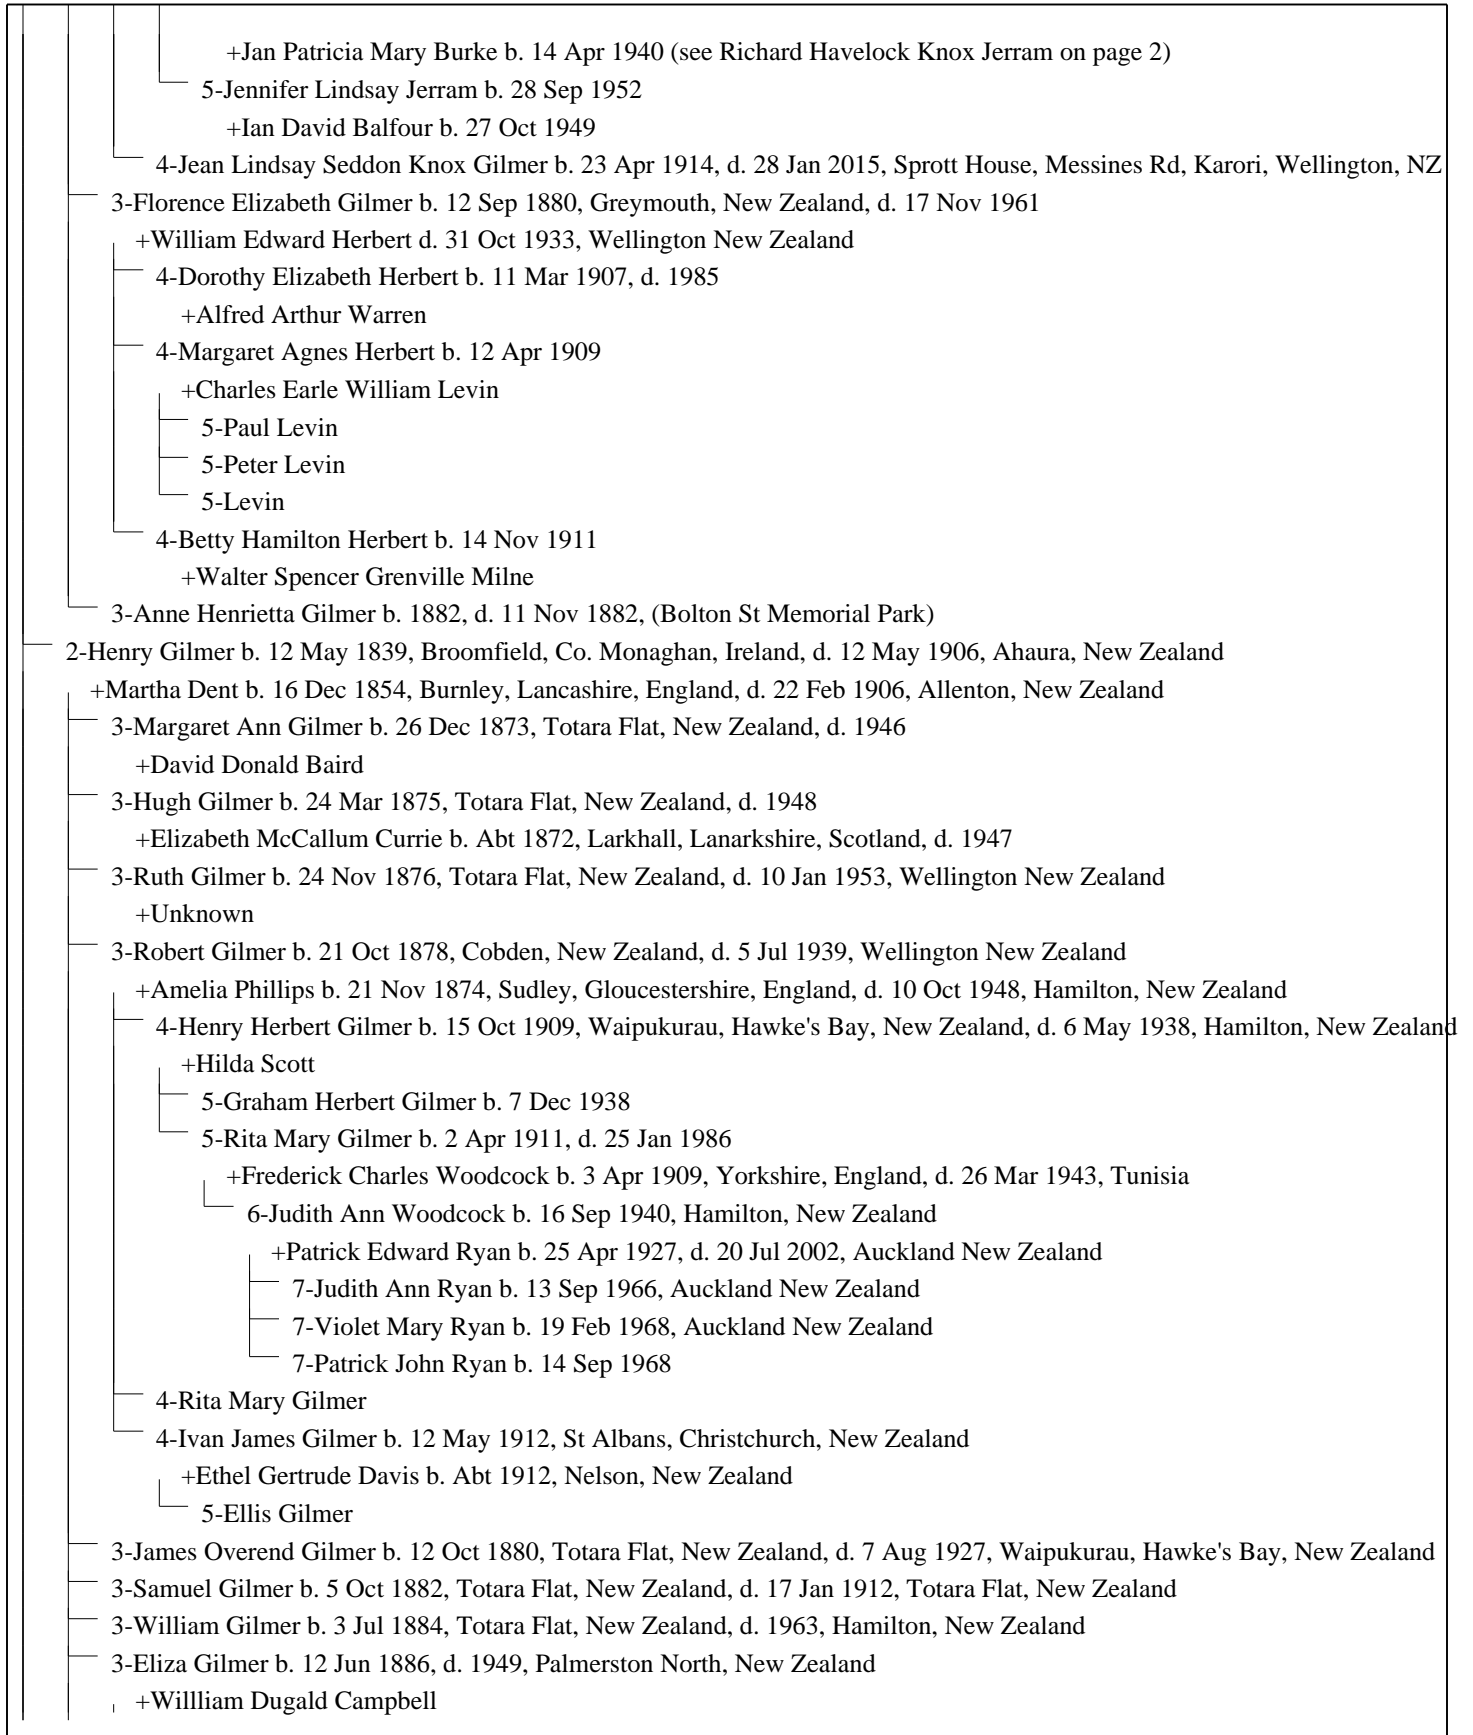 +Jan Patricia Mary Burke b. 14 Apr 1940 (see Richard Havelock Knox Jerram on page 2)
5-Jennifer Lindsay Jerram b. 28 Sep 1952
+Ian David Balfour b. 27 Oct 1949
4-Jean Lindsay Seddon Knox Gilmer b. 23 Apr 1914, d. 28 Jan 2015, Sprott House, Messines Rd, Karori, Wellington, NZ
3-Florence Elizabeth Gilmer b. 12 Sep 1880, Greymouth, New Zealand, d. 17 Nov 1961
+William Edward Herbert d. 31 Oct 1933, Wellington New Zealand
4-Dorothy Elizabeth Herbert b. 11 Mar 1907, d. 1985
+Alfred Arthur Warren
4-Margaret Agnes Herbert b. 12 Apr 1909
+Charles Earle William Levin
5-Paul Levin
5-Peter Levin
5-Levin
4-Betty Hamilton Herbert b. 14 Nov 1911
+Walter Spencer Grenville Milne
3-Anne Henrietta Gilmer b. 1882, d. 11 Nov 1882, (Bolton St Memorial Park)
2-Henry Gilmer b. 12 May 1839, Broomfield, Co. Monaghan, Ireland, d. 12 May 1906, Ahaura, New Zealand
+Martha Dent b. 16 Dec 1854, Burnley, Lancashire, England, d. 22 Feb 1906, Allenton, New Zealand
3-Margaret Ann Gilmer b. 26 Dec 1873, Totara Flat, New Zealand, d. 1946
+David Donald Baird
3-Hugh Gilmer b. 24 Mar 1875, Totara Flat, New Zealand, d. 1948
+Elizabeth McCallum Currie b. Abt 1872, Larkhall, Lanarkshire, Scotland, d. 1947
3-Ruth Gilmer b. 24 Nov 1876, Totara Flat, New Zealand, d. 10 Jan 1953, Wellington New Zealand
+Unknown
3-Robert Gilmer b. 21 Oct 1878, Cobden, New Zealand, d. 5 Jul 1939, Wellington New Zealand
+Amelia Phillips b. 21 Nov 1874, Sudley, Gloucestershire, England, d. 10 Oct 1948, Hamilton, New Zealand
4-Henry Herbert Gilmer b. 15 Oct 1909, Waipukurau, Hawke's Bay, New Zealand, d. 6 May 1938, Hamilton, New Zealand
+Hilda Scott
5-Graham Herbert Gilmer b. 7 Dec 1938
5-Rita Mary Gilmer b. 2 Apr 1911, d. 25 Jan 1986
+Frederick Charles Woodcock b. 3 Apr 1909, Yorkshire, England, d. 26 Mar 1943, Tunisia
6-Judith Ann Woodcock b. 16 Sep 1940, Hamilton, New Zealand
+Patrick Edward Ryan b. 25 Apr 1927, d. 20 Jul 2002, Auckland New Zealand
7-Judith Ann Ryan b. 13 Sep 1966, Auckland New Zealand
7-Violet Mary Ryan b. 19 Feb 1968, Auckland New Zealand
7-Patrick John Ryan b. 14 Sep 1968
4-Rita Mary Gilmer
4-Ivan James Gilmer b. 12 May 1912, St Albans, Christchurch, New Zealand
+Ethel Gertrude Davis b. Abt 1912, Nelson, New Zealand
5-Ellis Gilmer
3-James Overend Gilmer b. 12 Oct 1880, Totara Flat, New Zealand, d. 7 Aug 1927, Waipukurau, Hawke's Bay, New Zealand
3-Samuel Gilmer b. 5 Oct 1882, Totara Flat, New Zealand, d. 17 Jan 1912, Totara Flat, New Zealand
3-William Gilmer b. 3 Jul 1884, Totara Flat, New Zealand, d. 1963, Hamilton, New Zealand
3-Eliza Gilmer b. 12 Jun 1886, d. 1949, Palmerston North, New Zealand
+Willliam Dugald Campbell